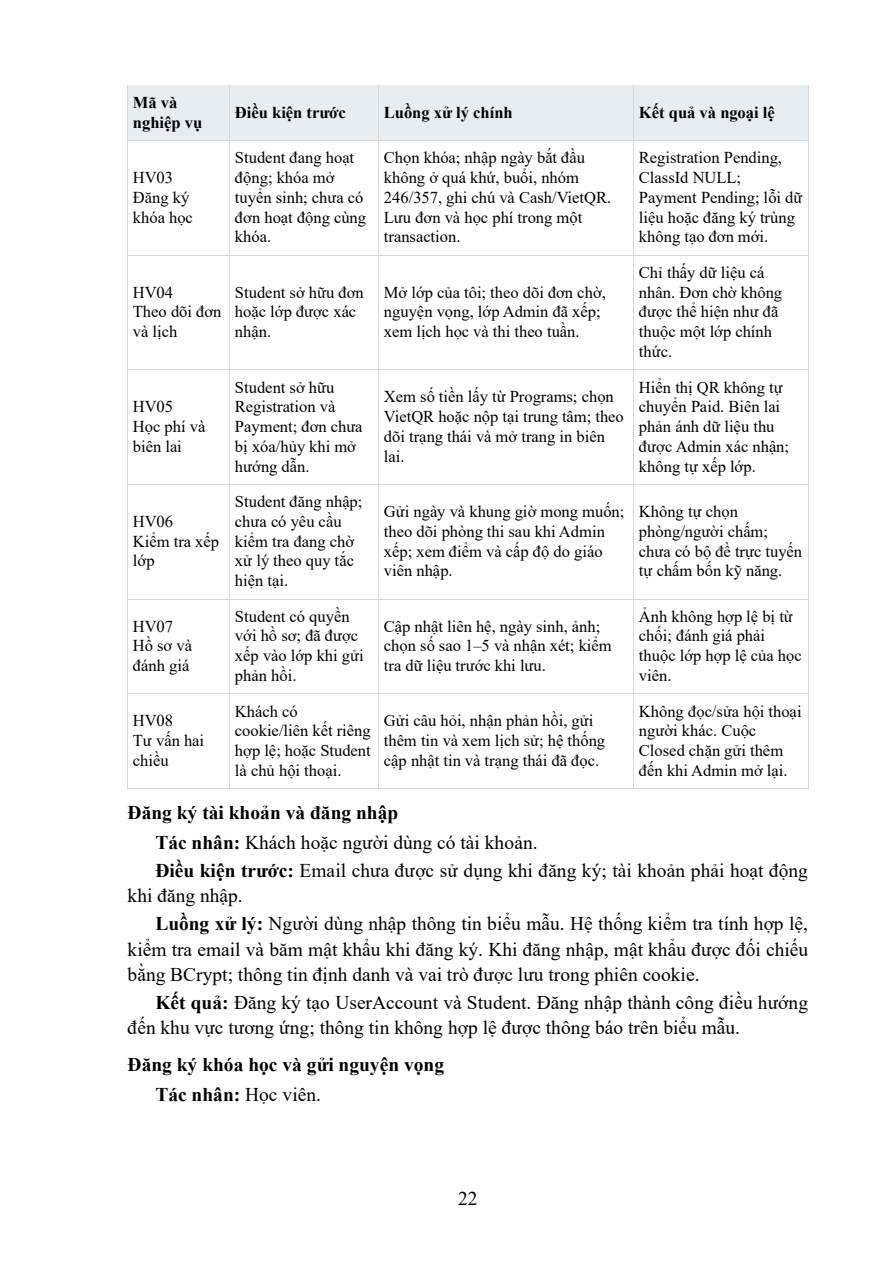 Mã và
nghiệp vụ
Điều kiện trước
Luồng xử lý chính
Kết quả và ngoại lệ
HV03
Đăng ký
khóa học
Student đang hoạt
động; khóa mở
tuyển sinh; chưa có
đơn hoạt động cùng
khóa.
Chọn khóa; nhập ngày bắt đầu
không ở quá khứ, buổi, nhóm
246/357, ghi chú và Cash/VietQR.
Lưu đơn và học phí trong một
transaction.
Registration Pending,
ClassId NULL;
Payment Pending; lỗi dữ
liệu hoặc đăng ký trùng
không tạo đơn mới.
HV04
Theo dõi đơn
và lịch
Student sở hữu đơn
hoặc lớp được xác
nhận.
Mở lớp của tôi; theo dõi đơn chờ,
nguyện vọng, lớp Admin đã xếp;
xem lịch học và thi theo tuần.
Chỉ thấy dữ liệu cá
nhân. Đơn chờ không
được thể hiện như đã
thuộc một lớp chính
thức.
HV05
Học phí và
biên lai
Student sở hữu
Registration và
Payment; đơn chưa
bị xóa/hủy khi mở
hướng dẫn.
Xem số tiền lấy từ Programs; chọn
VietQR hoặc nộp tại trung tâm; theo
dõi trạng thái và mở trang in biên
lai.
Hiển thị QR không tự
chuyển Paid. Biên lai
phản ánh dữ liệu thu
được Admin xác nhận;
không tự xếp lớp.
HV06
Kiểm tra xếp
lớp
Student đăng nhập;
chưa có yêu cầu
kiểm tra đang chờ
xử lý theo quy tắc
hiện tại.
Gửi ngày và khung giờ mong muốn;
theo dõi phòng thi sau khi Admin
xếp; xem điểm và cấp độ do giáo
viên nhập.
Không tự chọn
phòng/người chấm;
chưa có bộ đề trực tuyến
tự chấm bốn kỹ năng.
HV07
Hồ sơ và
đánh giá
Student có quyền
với hồ sơ; đã được
xếp vào lớp khi gửi
phản hồi.
Cập nhật liên hệ, ngày sinh, ảnh;
chọn số sao 1–5 và nhận xét; kiểm
tra dữ liệu trước khi lưu.
Ảnh không hợp lệ bị từ
chối; đánh giá phải
thuộc lớp hợp lệ của học
viên.
HV08
Tư vấn hai
chiều
Khách có
cookie/liên kết riêng
hợp lệ; hoặc Student
là chủ hội thoại.
Gửi câu hỏi, nhận phản hồi, gửi
thêm tin và xem lịch sử; hệ thống
cập nhật tin và trạng thái đã đọc.
Không đọc/sửa hội thoại
người khác. Cuộc
Closed chặn gửi thêm
đến khi Admin mở lại.
Đăng ký tài khoản và đăng nhập
Tác nhân: Khách hoặc người dùng có tài khoản.
Điều kiện trước: Email chưa được sử dụng khi đăng ký; tài khoản phải hoạt động
khi đăng nhập.
Luồng xử lý: Người dùng nhập thông tin biểu mẫu. Hệ thống kiểm tra tính hợp lệ,
kiểm tra email và băm mật khẩu khi đăng ký. Khi đăng nhập, mật khẩu được đối chiếu
bằng BCrypt; thông tin định danh và vai trò được lưu trong phiên cookie.
Kết quả: Đăng ký tạo UserAccount và Student. Đăng nhập thành công điều hướng
đến khu vực tương ứng; thông tin không hợp lệ được thông báo trên biểu mẫu.
Đăng ký khóa học và gửi nguyện vọng
Tác nhân: Học viên.
22